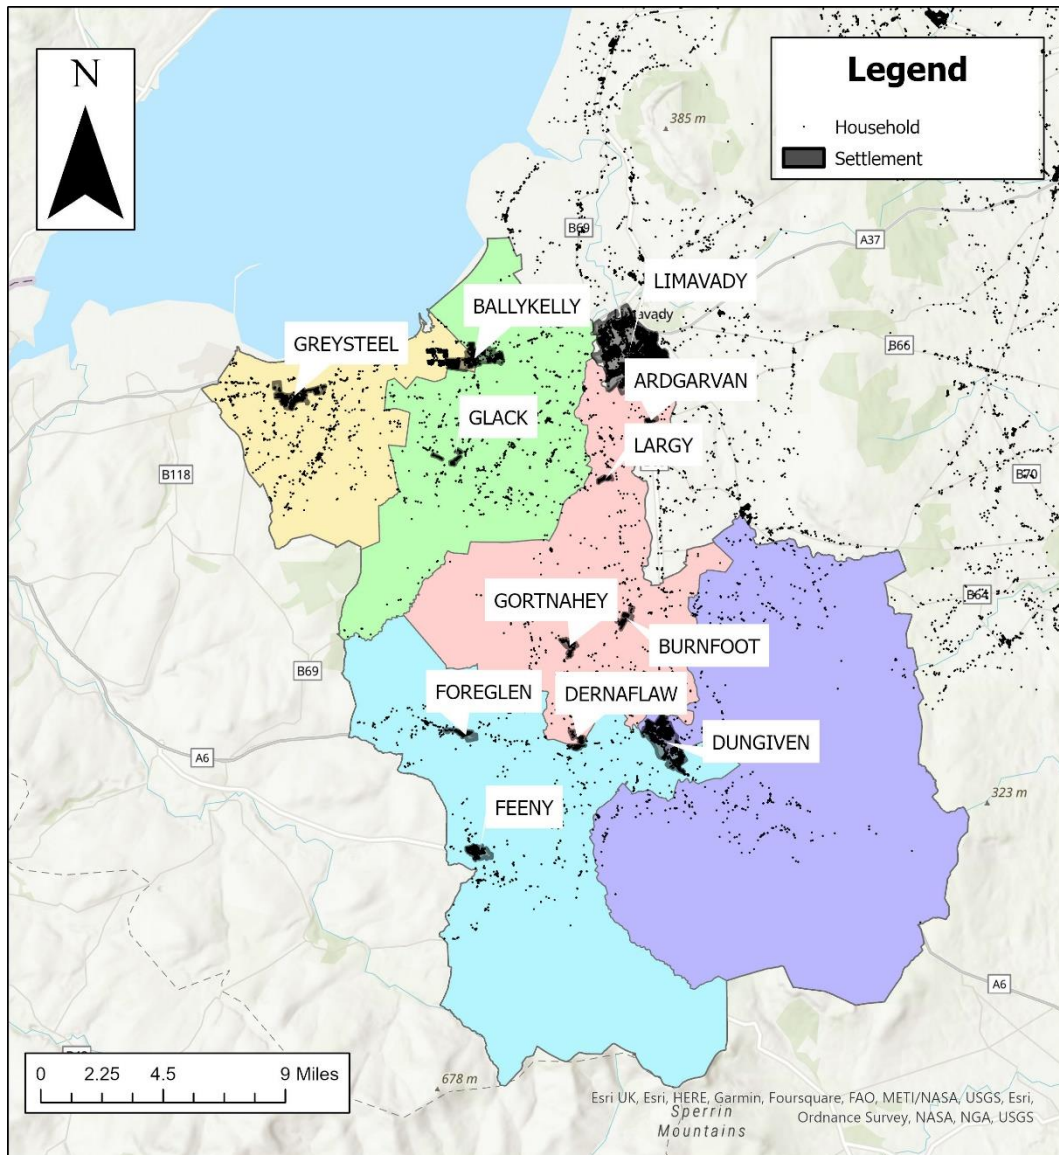 N
Legend
Household
Settlement
385 m
B69
A37
LIMAVADY
BALLYKELLY
GREYSTEEL
B66
ARDGARVAN
GLACK
LARGY
B118
B70
GORTNAHEY
B64
BURNFOOT
B69
FOREGLEN
DERNAFLAW
DUNGIVEN
A6
323 m
FEENY
A6
0 2.25 4.5 9 Miles
678 m
Esri UK, Esri, HERE, Garmin, Foursquare, FAO, METI/NASA, USGS, Esri,
Ordnance Survey, NASA, NGA, USGS
Sperrin
Mountains